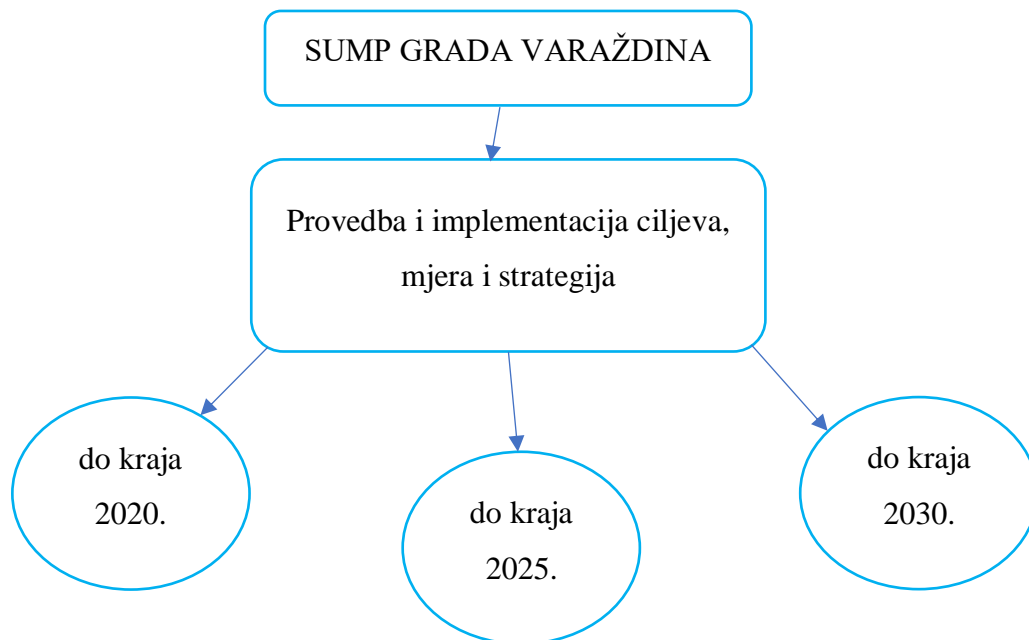 SUMP GRADA VARAŽDINA
Provedba i implementacija ciljeva,
mjera i strategija
do kraja
2020.
do kraja
2025.
do kraja
2030.